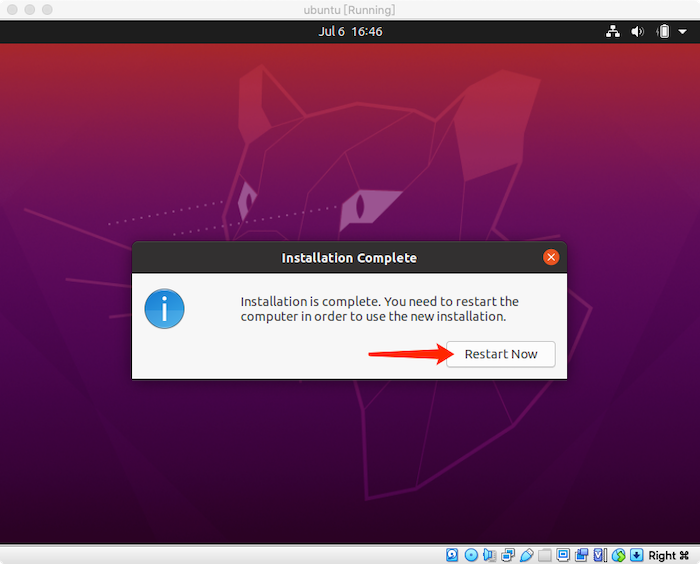 ubuntu [Running]
Jul 6 16:46
Installation Complete
Installation is complete. You need to restart the
computer in order to use the new installation.
Restart Now
Right ⌘